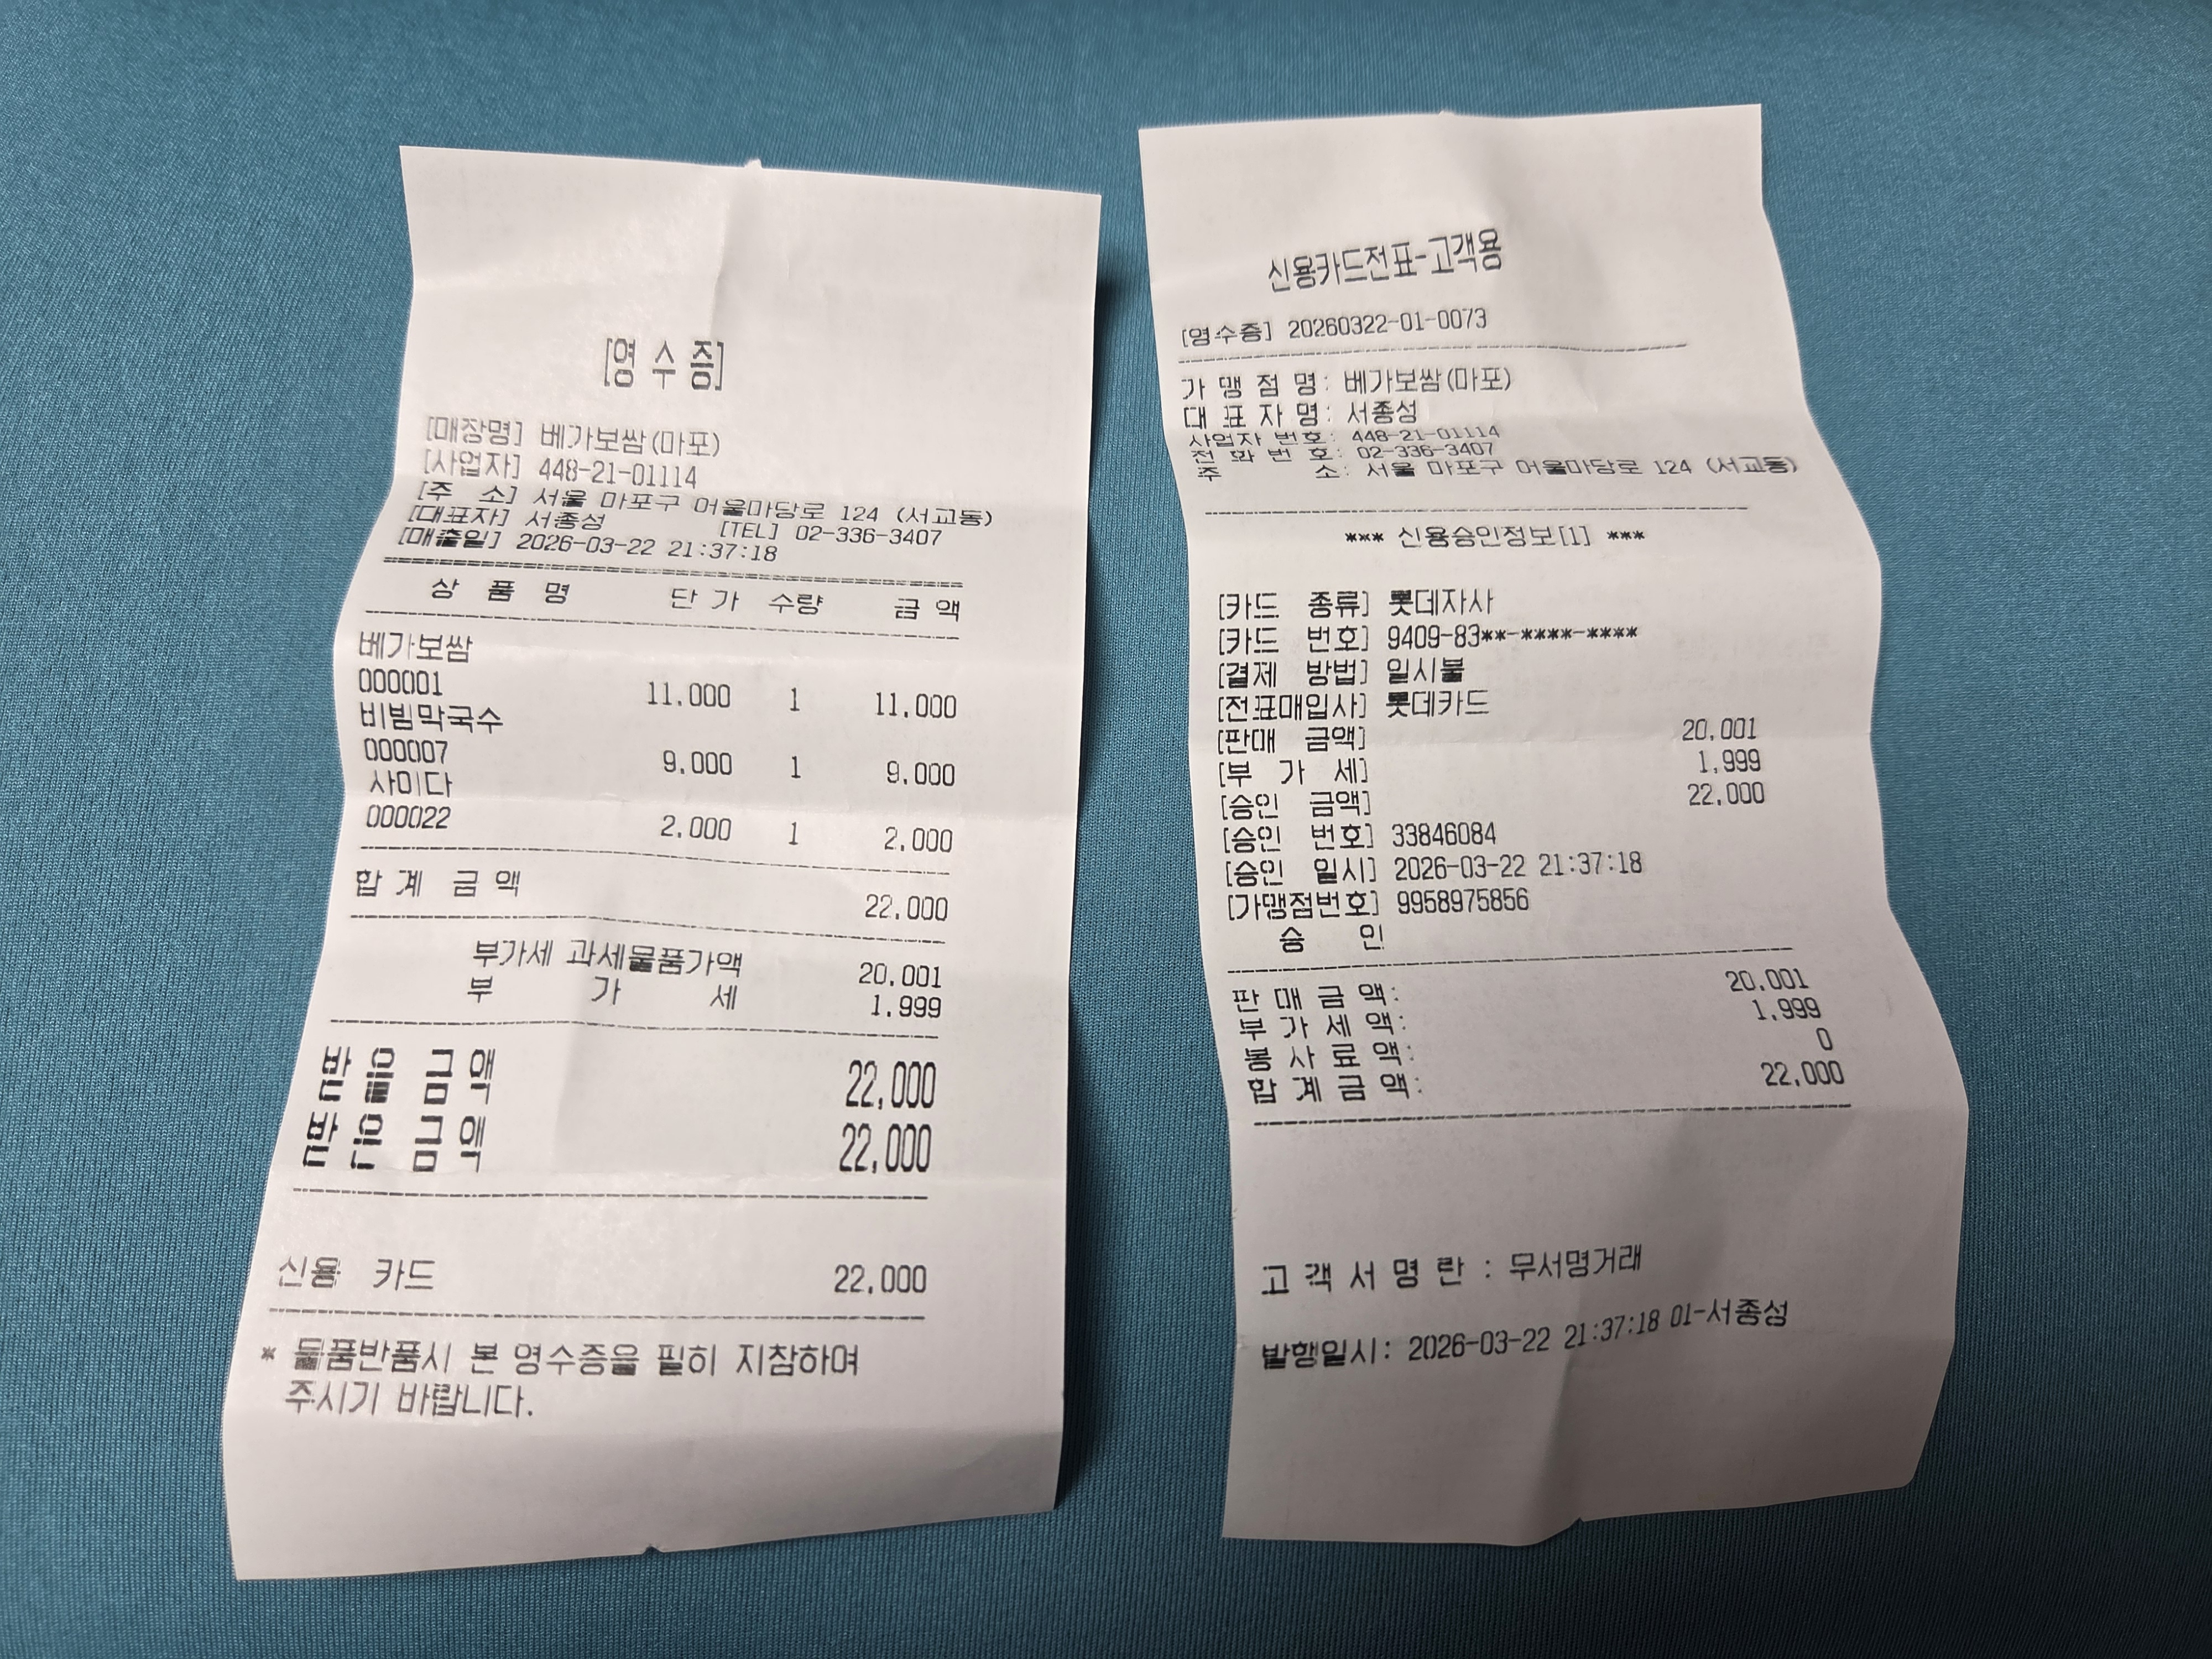 [영 수 증]
[매장명] 베가보쌈(마포)
[사업자] 448-21-01114
[주 소] 서울 마포구 어울마당로 124 (서교동)
[대표자] 서종성 [TEL] 02-336-3407
[매출일] 2026-03-22 21:37:18
상 품 명 단 가 수량 금 액
베가보쌈
000001 11,000 1 11,000
비빔막국수
000007 9,000 1 9,000
사미다
000022 2,000 1 2,000
합 계 금 액 22,000
부가세 과세물품가액 20,001
부 가 세 1,999
받 을 금 액 22,000
받 은 금 액 22,000
신용 카드 22,000
* 물품반품시 본 영수증을 필히 지참하여
주시기 바랍니다.
신용카드전표-고객용
[영수증] 20260322-01-0073
가 맹 점 명: 베가보쌈(마포)
대 표 자 명: 서종성
사업자 번호: 448-21-01114
전 화 번 호: 02-336-3407
주 소: 서울 마포구 어울마당로 124 (서교동)
*** 신용승인정보[1] ***
[카드 종류] 롯데자사
[카드 번호] 9409-83**-****-****
[결제 방법] 일시불
[전표매입사] 롯데카드
[판매 금액] 20,001
[부 가 세] 1,999
[승인 금액] 22,000
[승인 번호] 33846084
[승인 일시] 2026-03-22 21:37:18
[가맹점번호] 9958975856
승 인
판 매 금 액: 20,001
부 가 세 액: 1,999
봉 사 료 액: 0
합 계 금 액: 22,000
고 객 서 명 란 : 무서명거래
발행일시: 2026-03-22 21:37:18 01-서종성